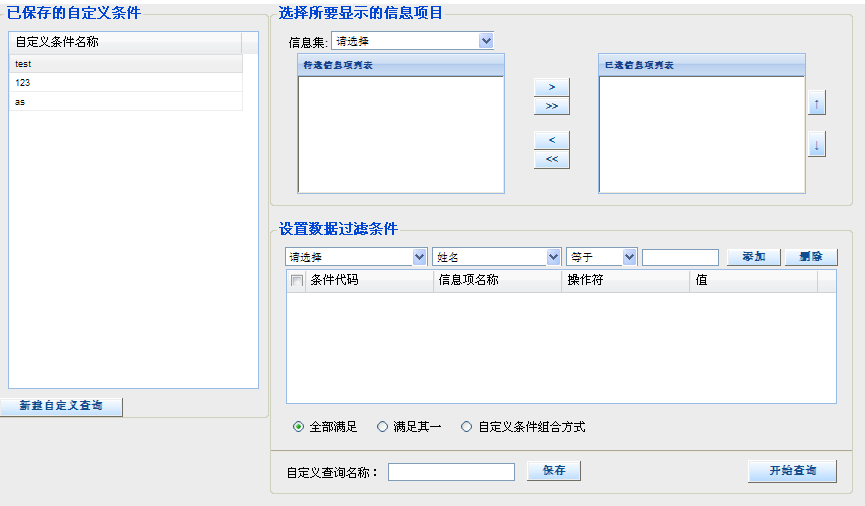 已保存的自定义条件
自定义条件名称
test
123
as
新建自定义查询
选择所要显示的信息项目
信息集: 请选择
待选信息项列表
>
>>
<
<<
已选信息项列表
↑
↓
设置数据过滤条件
请选择 姓名 等于 添加 删除
条件代码 信息项名称 操作符 值
全部满足 满足其一 自定义条件组合方式
自定义查询名称： 保存 开始查询